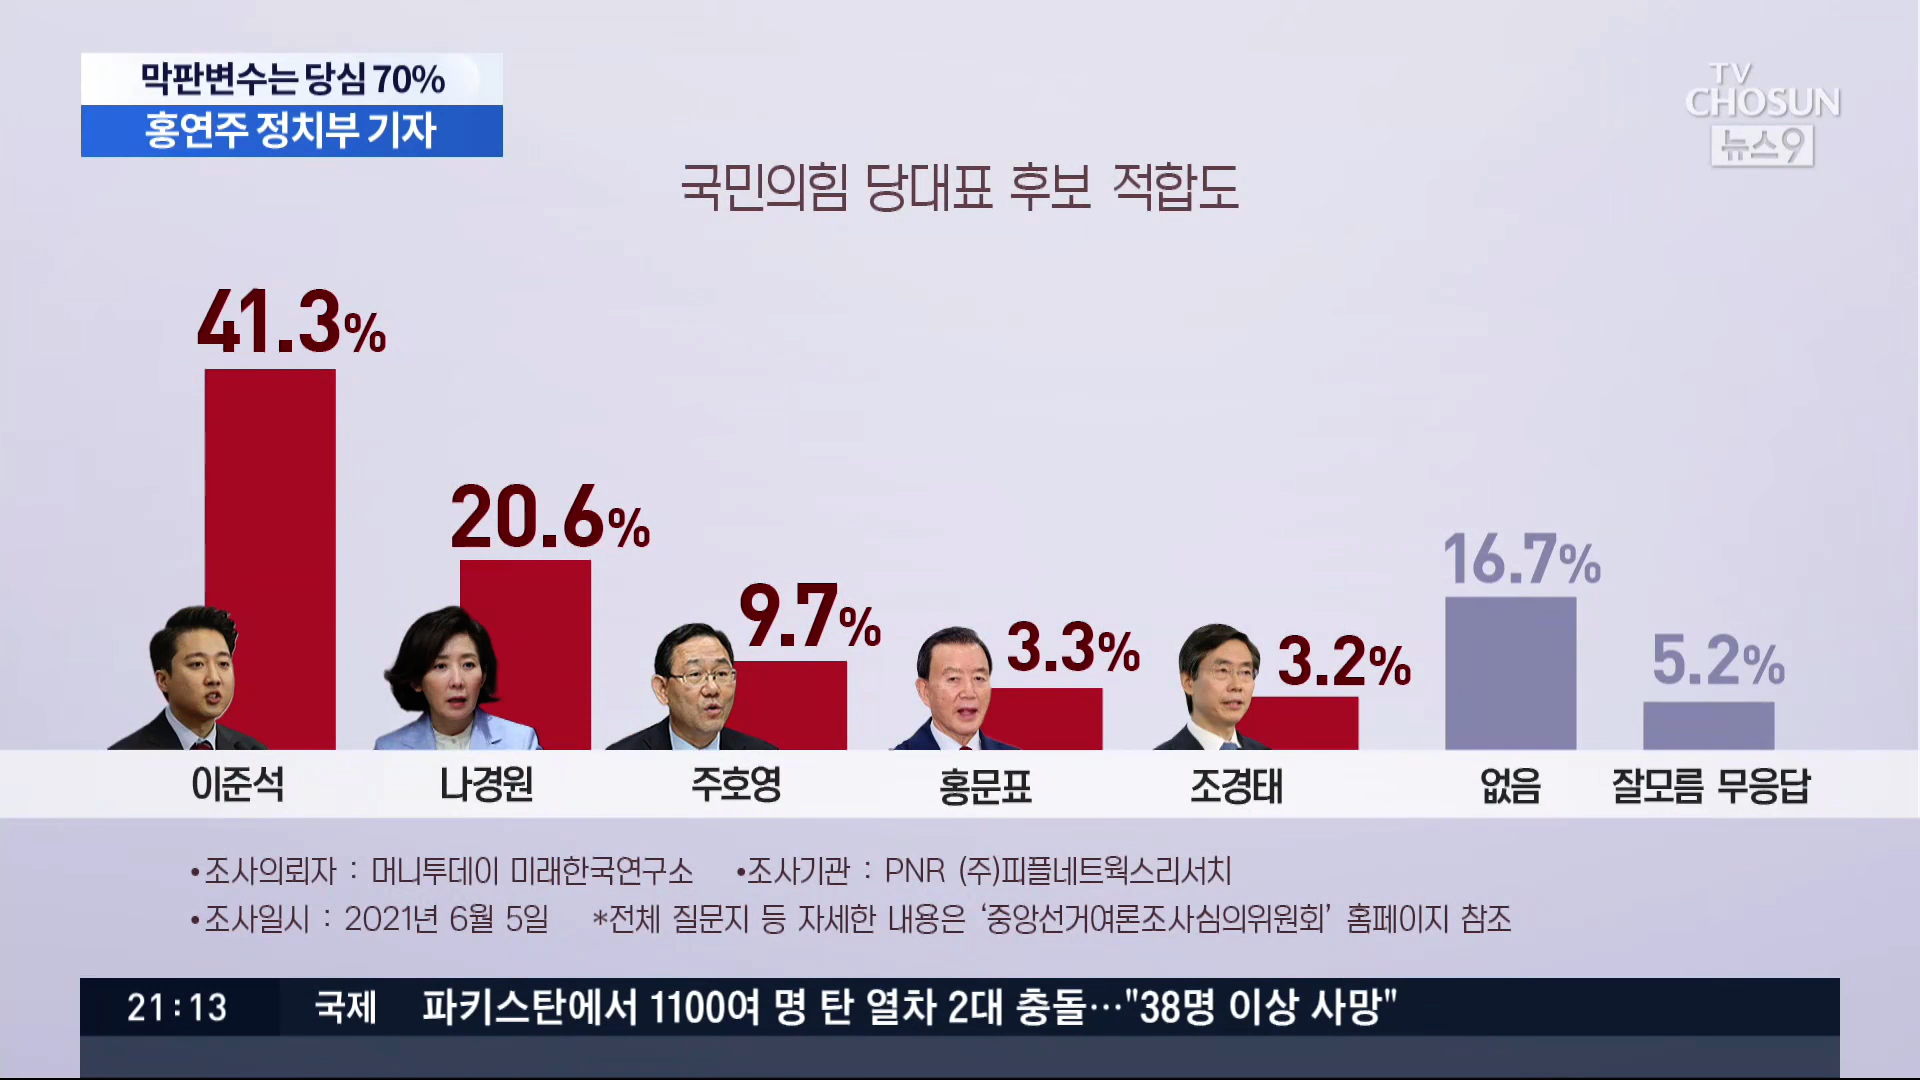 막판변수는 당심 70%
홍연주 정치부 기자
TV
CHOSUN
뉴스9
국민의힘 당대표 후보 적합도
41.3%
20.6%
9.7%
3.3%
3.2%
16.7%
5.2%
이준석 나경원 주호영 홍문표 조경태 없음 잘모름 무응답
•조사의뢰자 : 머니투데이 미래한국연구소 •조사기관 : PNR (주)피플네트웍스리서치
•조사일시 : 2021년 6월 5일 *전체 질문지 등 자세한 내용은 ‘중앙선거여론조사심의위원회’ 홈페이지 참조
21:13 국제 파키스탄에서 1100여 명 탄 열차 2대 충돌…"38명 이상 사망"